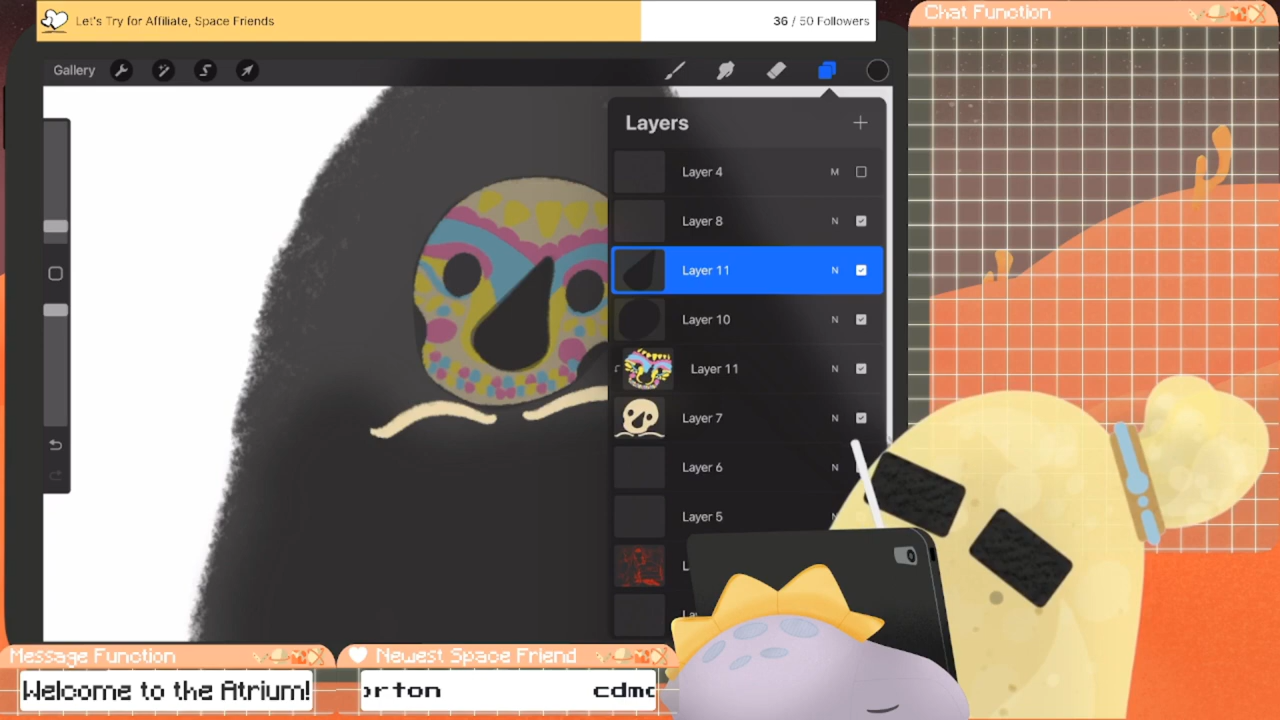 Let's Try for Affiliate, Space Friends
36 / 50 Followers
Chat Function
Gallery
Layers
Layer 4 M
Layer 8 N
Layer 11 N
Layer 10 N
Layer 11 N
Layer 7 N
Layer 6 N
Layer 5
Message Function
Newest Space Friend
Welcome to the Atrium!